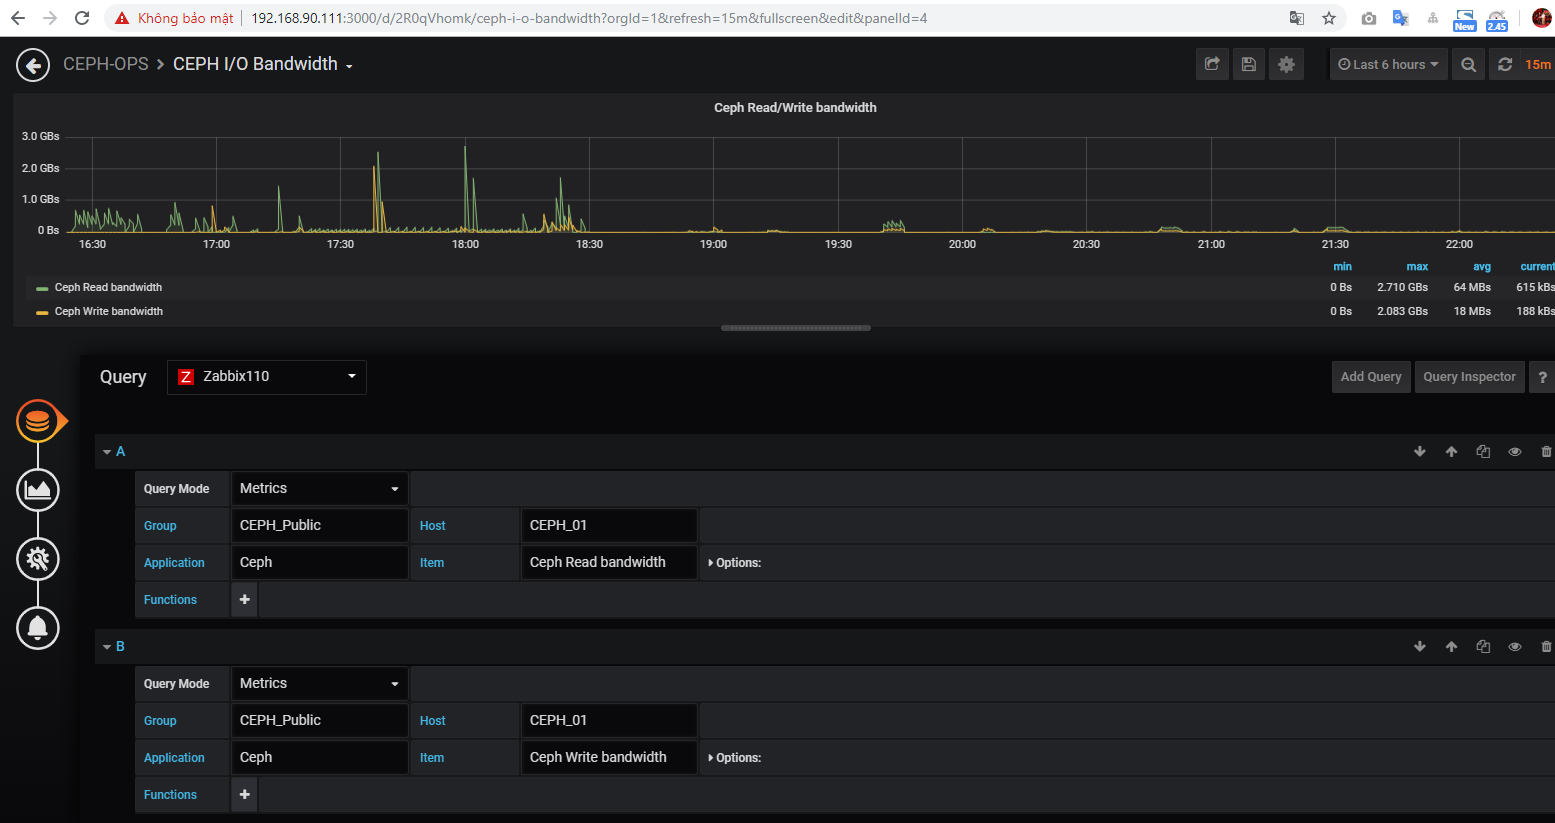 Không bảo mật 192.168.90.111:3000/d/2R0qVhomk/ceph-i-o-bandwidth?orgId=1&refresh=15m&fullscreen&edit&panelId=4
New 2.45
CEPH-OPS > CEPH I/O Bandwidth
Last 6 hours 15m
Ceph Read/Write bandwidth
3.0 GBs
2.0 GBs
1.0 GBs
0 Bs
16:30 17:00 17:30 18:00 18:30 19:00 19:30 20:00 20:30 21:00 21:30 22:00
min max avg current
Ceph Read bandwidth 0 Bs 2.710 GBs 64 MBs 615 kBs
Ceph Write bandwidth 0 Bs 2.083 GBs 18 MBs 188 kBs
Query Z Zabbix110 Add Query Query Inspector ?
A
Query Mode Metrics
Group CEPH_Public Host CEPH_01
Application Ceph Item Ceph Read bandwidth Options:
Functions +
B
Query Mode Metrics
Group CEPH_Public Host CEPH_01
Application Ceph Item Ceph Write bandwidth Options:
Functions +